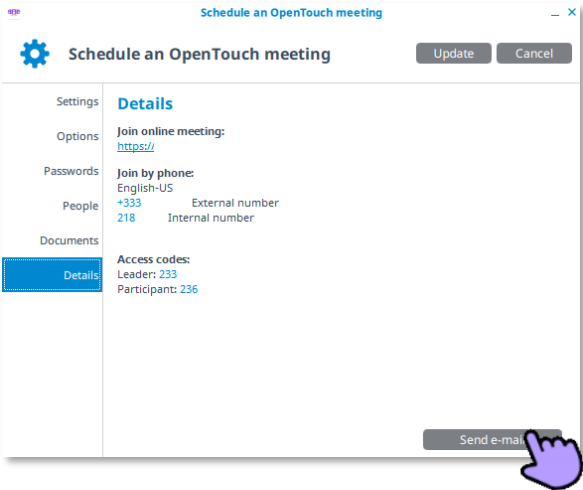 Schedule an OpenTouch meeting
Schedule an OpenTouch meeting
Update
Cancel
Settings
Options
Passwords
People
Documents
Details
Details
Join online meeting:
https://
Join by phone:
English-US
+333 External number
218 Internal number
Access codes:
Leader: 233
Participant: 236
Send e-mail